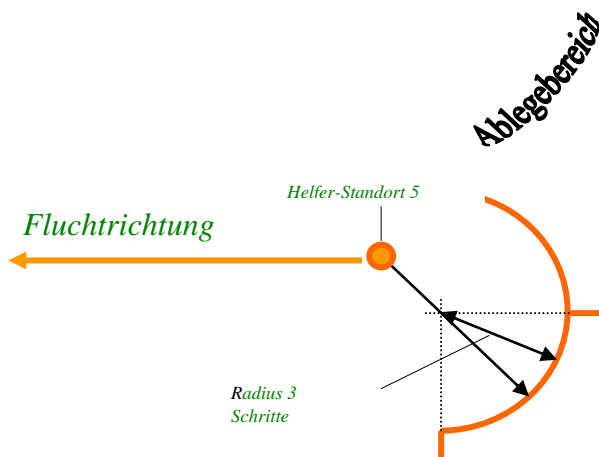 Ablegebereich
Helfer-Standort 5
Fluchtrichtung
Radius 3
Schritte